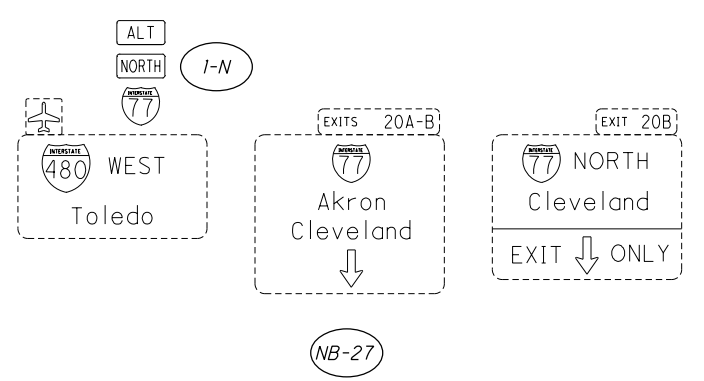 ALT
NORTH
1-N
INTERSTATE
77
INTERSTATE
480 WEST
Toledo
EXITS 20A-B
INTERSTATE
77
Akron
Cleveland
EXIT 20B
INTERSTATE
77 NORTH
Cleveland
EXIT ONLY
NB-27